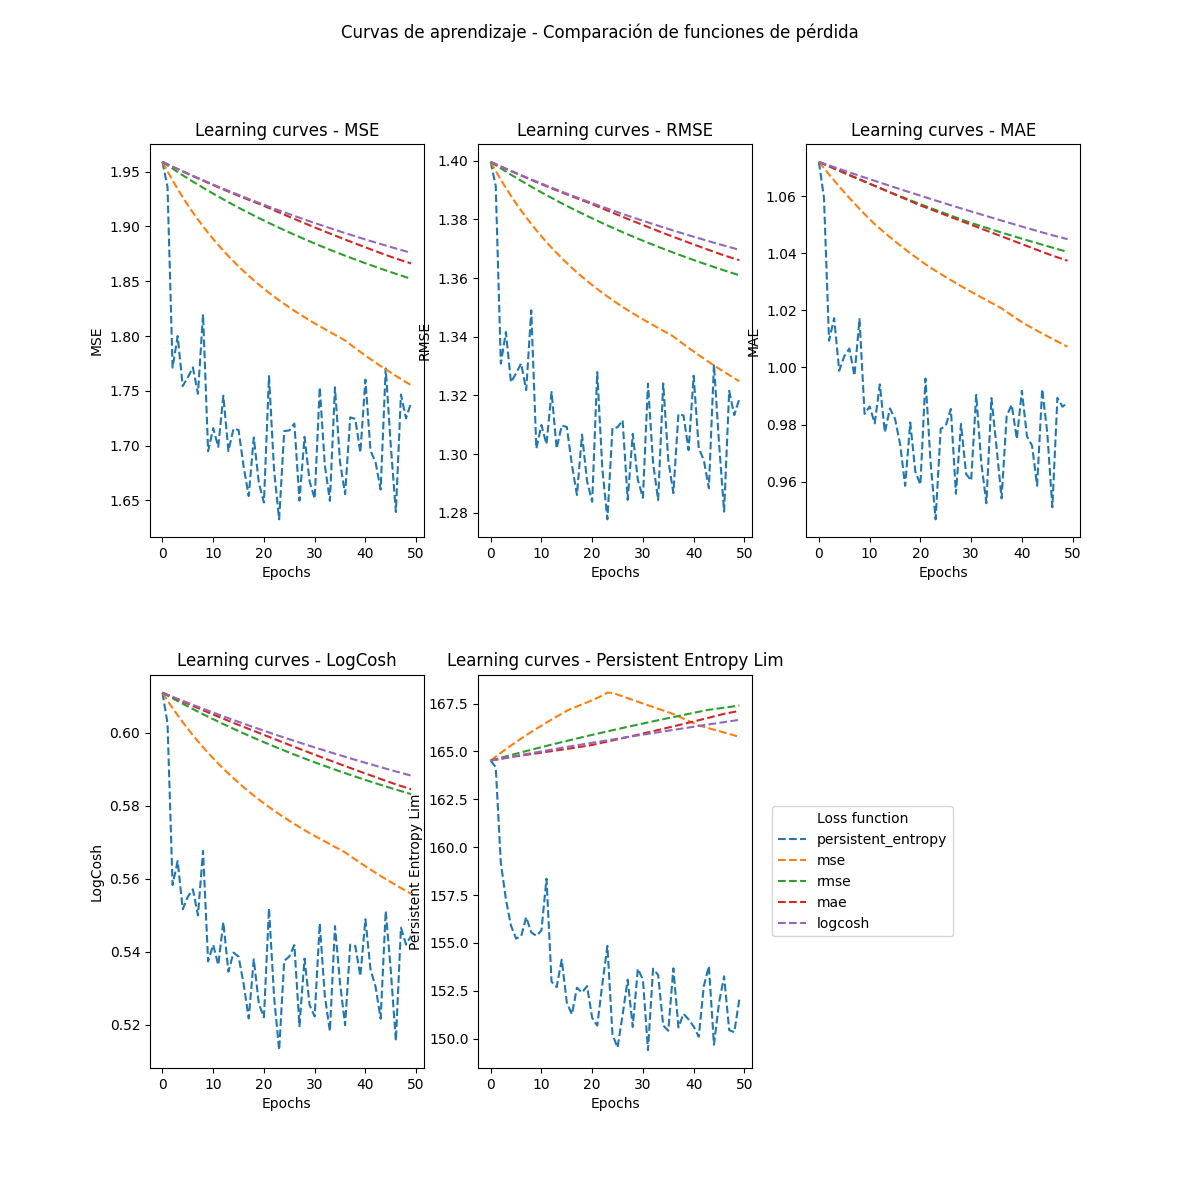 Curvas de aprendizaje - Comparación de funciones de pérdida
Learning curves - MSE
MSE
1.95
1.90
1.85
1.80
1.75
1.70
1.65
0 10 20 30 40 50
Epochs
Learning curves - RMSE
RMSE
1.40
1.38
1.36
1.34
1.32
1.30
1.28
0 10 20 30 40 50
Epochs
Learning curves - MAE
MAE
1.06
1.04
1.02
1.00
0.98
0.96
0 10 20 30 40 50
Epochs
Learning curves - LogCosh
LogCosh
0.60
0.58
0.56
0.54
0.52
0 10 20 30 40 50
Epochs
Learning curves - Persistent Entropy Lim
Persistent Entropy Lim
167.5
165.0
162.5
160.0
157.5
155.0
152.5
150.0
0 10 20 30 40 50
Epochs
Loss function
persistent_entropy
mse
rmse
mae
logcosh